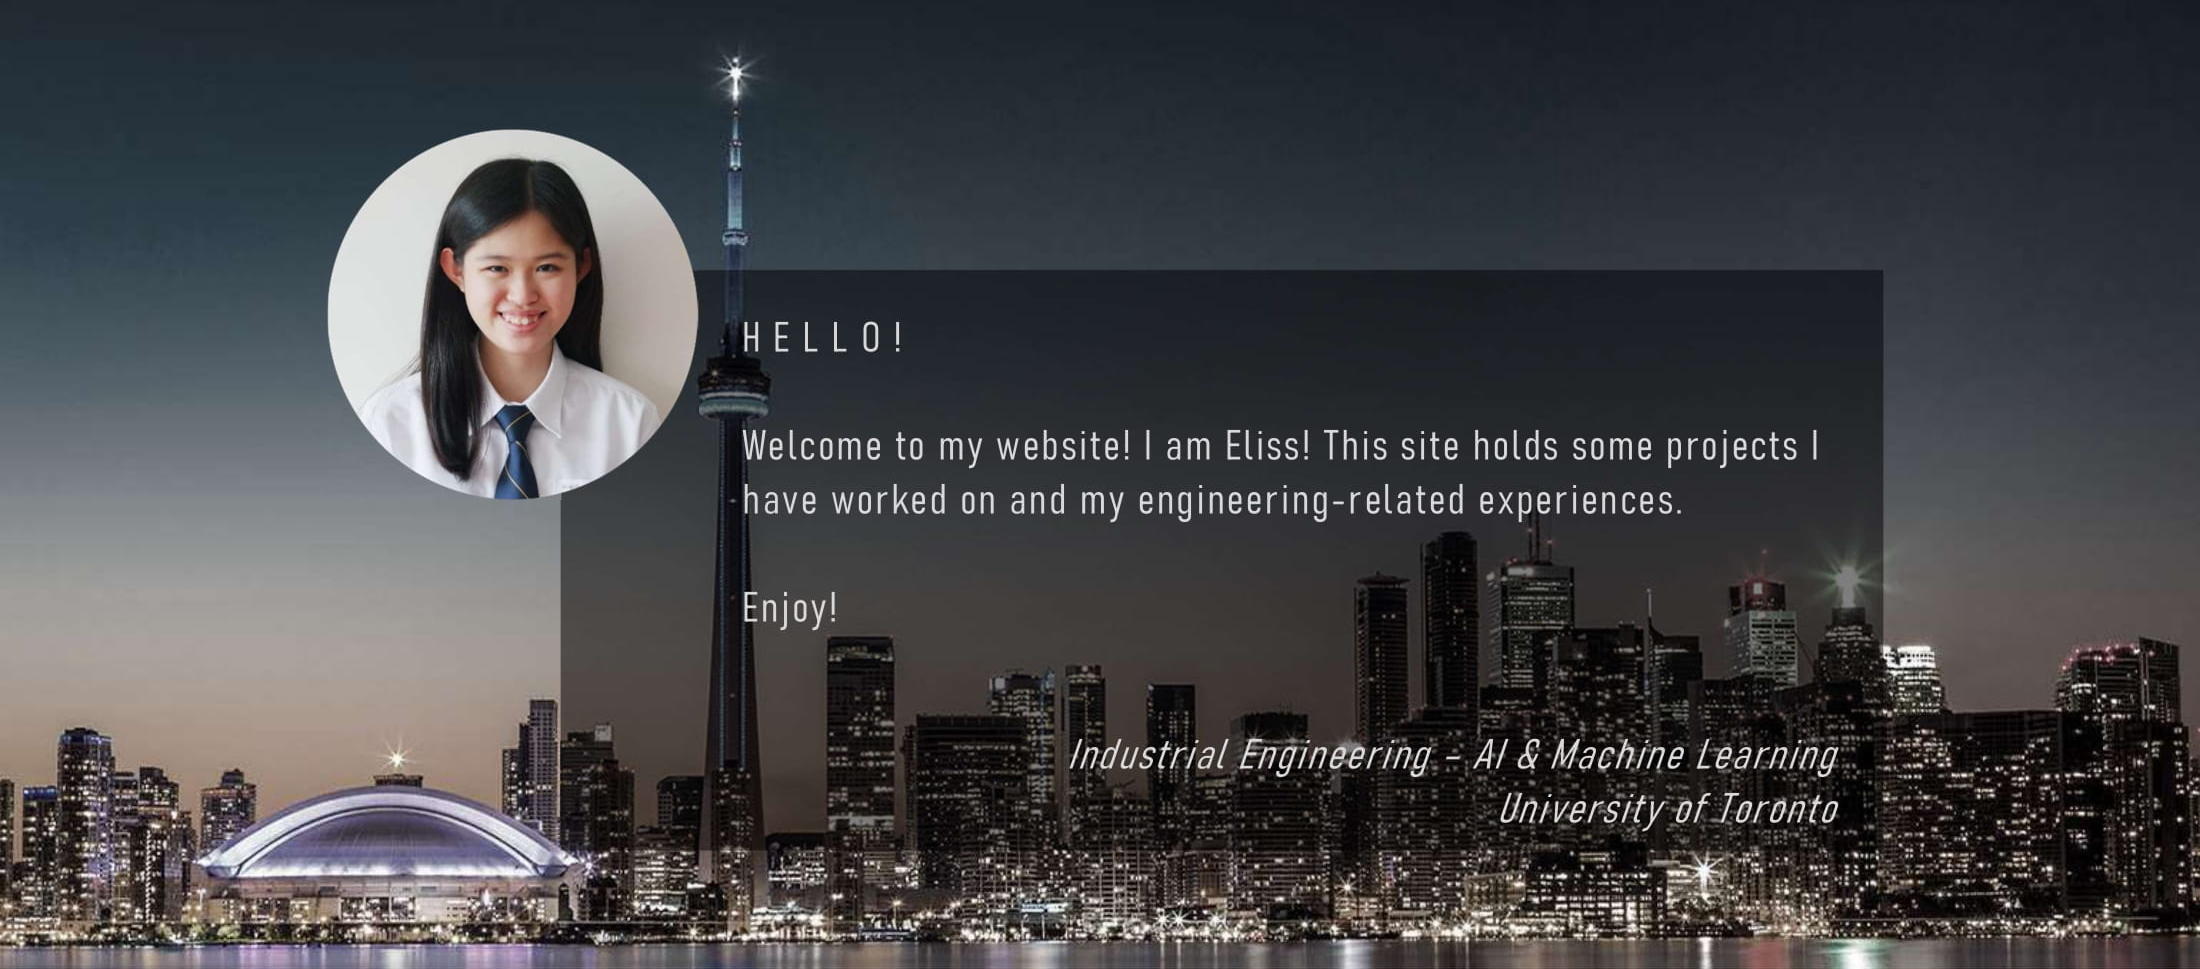 HELLO!
Welcome to my website! I am Eliss! This site holds some projects I
have worked on and my engineering-related experiences.
Enjoy!
Industrial Engineering – AI & Machine Learning
University of Toronto